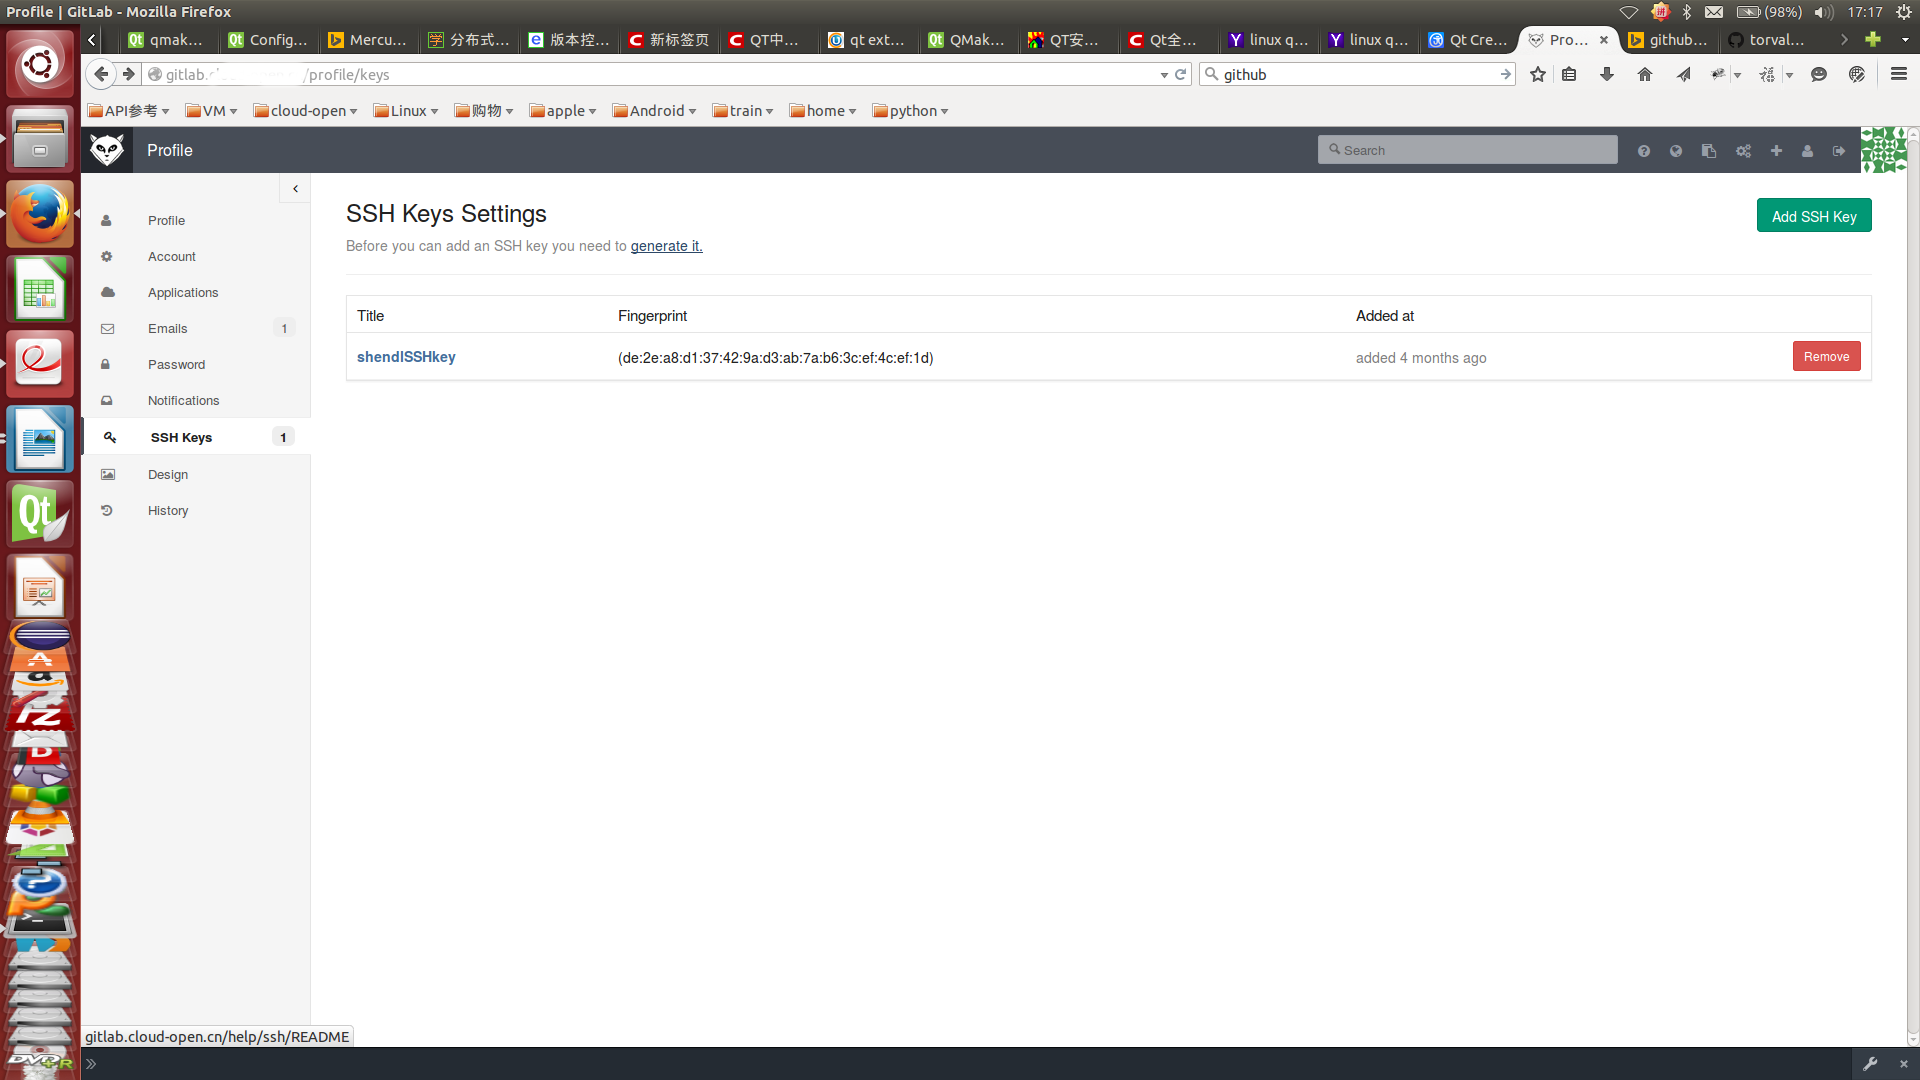 Profile | GitLab - Mozilla Firefox
(98%)
17:17
qmak...
Config...
Mercu...
分布式...
版本控...
新标签页
QT中...
qt ext...
QMak...
QT安...
Qt全...
linux q...
linux q...
Qt Cre...
Pro...
github...
torval...
gitlab.
/profile/keys
github
API参考
VM
cloud-open
Linux
购物
apple
Android
train
home
python
Profile
Search
Profile
Account
Applications
Emails 1
Password
Notifications
SSH Keys 1
Design
History
SSH Keys Settings
Add SSH Key
Before you can add an SSH key you need to generate it.
Title Fingerprint Added at
shendlSSHkey (de:2e:a8:d1:37:42:9a:d3:ab:7a:b6:3c:ef:4c:ef:1d) added 4 months ago Remove
gitlab.cloud-open.cn/help/ssh/README